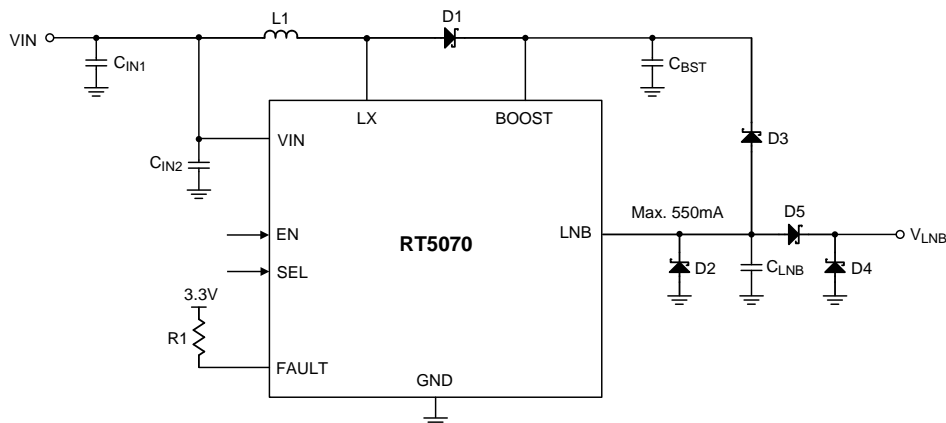 L1
D1
VIN
CIN1
CBST
LX
BOOST
VIN
D3
CIN2
Max. 550mA
D5
EN
RT5070
LNB
VLNB
SEL
D2
CLNB
D4
3.3V
R1
FAULT
GND